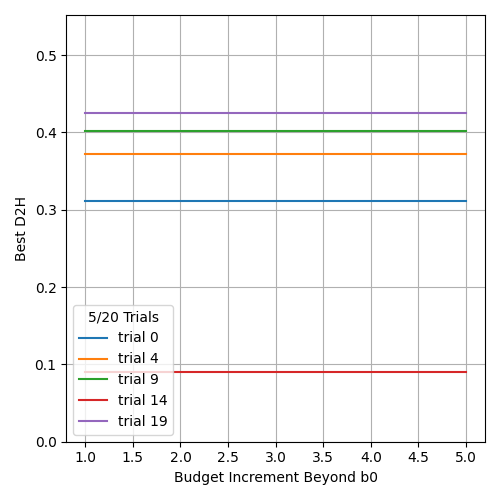 0.5
0.4
0.3
0.2
0.1
0.0
Best D2H
5/20 Trials
trial 0
trial 4
trial 9
trial 14
trial 19
1.0 1.5 2.0 2.5 3.0 3.5 4.0 4.5 5.0
Budget Increment Beyond b0